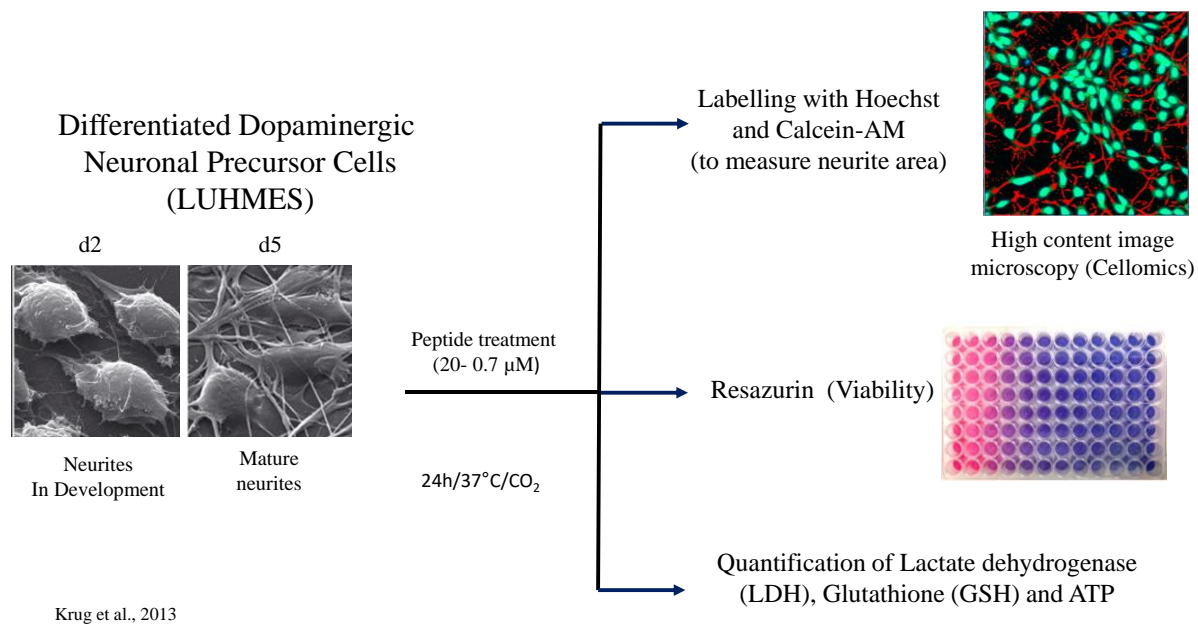 Differentiated Dopaminergic
Neuronal Precursor Cells
(LUHMES)
d2
d5
Neurites
In Development
Mature
neurites
Peptide treatment
(20- 0.7 µM)
24h/37°C/CO₂
Labelling with Hoechst
and Calcein-AM
(to measure neurite area)
High content image
microscopy (Cellomics)
Resazurin (Viability)
Quantification of Lactate dehydrogenase
(LDH), Glutathione (GSH) and ATP
Krug et al., 2013